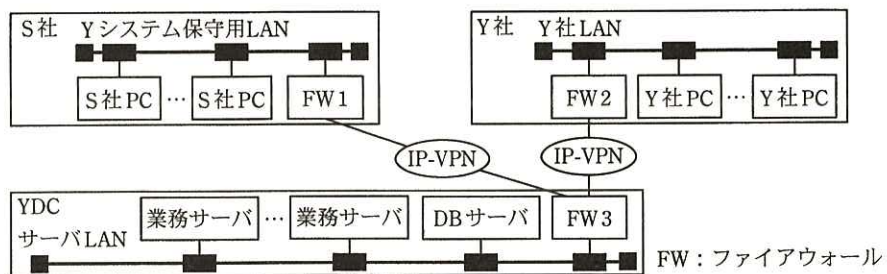 S社 Yシステム保守用LAN
S社PC … S社PC FW1
Y社 Y社LAN
FW2 Y社PC … Y社PC
IP-VPN IP-VPN
YDC
サーバLAN
業務サーバ … 業務サーバ DBサーバ FW3
FW：ファイアウォール